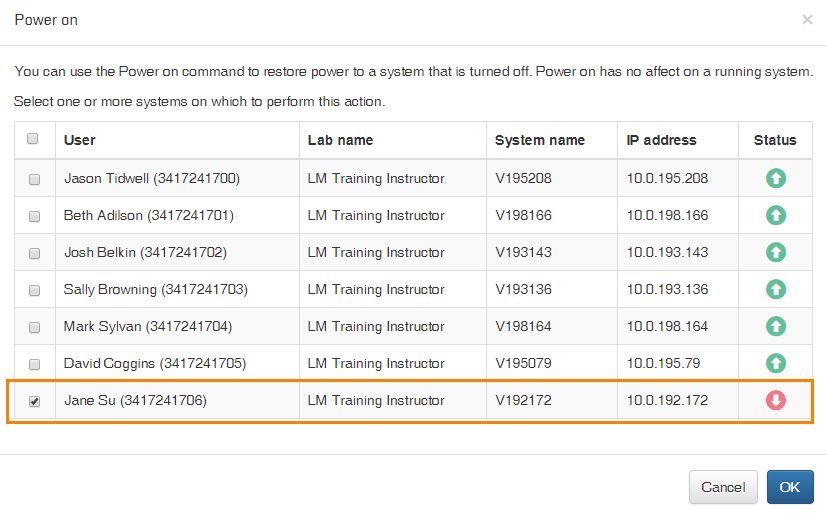 Power on
×
You can use the Power on command to restore power to a system that is turned off. Power on has no affect on a running system.
Select one or more systems on which to perform this action.
User Lab name System name IP address Status
Jason Tidwell (3417241700) LM Training Instructor V195208 10.0.195.208
Beth Adilson (3417241701) LM Training Instructor V198166 10.0.198.166
Josh Belkin (3417241702) LM Training Instructor V193143 10.0.193.143
Sally Browning (3417241703) LM Training Instructor V193136 10.0.193.136
Mark Sylvan (3417241704) LM Training Instructor V198164 10.0.198.164
David Coggins (3417241705) LM Training Instructor V195079 10.0.195.79
Jane Su (3417241706) LM Training Instructor V192172 10.0.192.172
Cancel OK